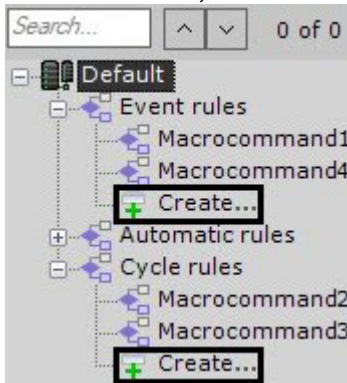 Search... 0 of 0
Default
Event rules
Macrocommand1
Macrocommand4
Create...
Automatic rules
Cycle rules
Macrocommand2
Macrocommand3
Create...